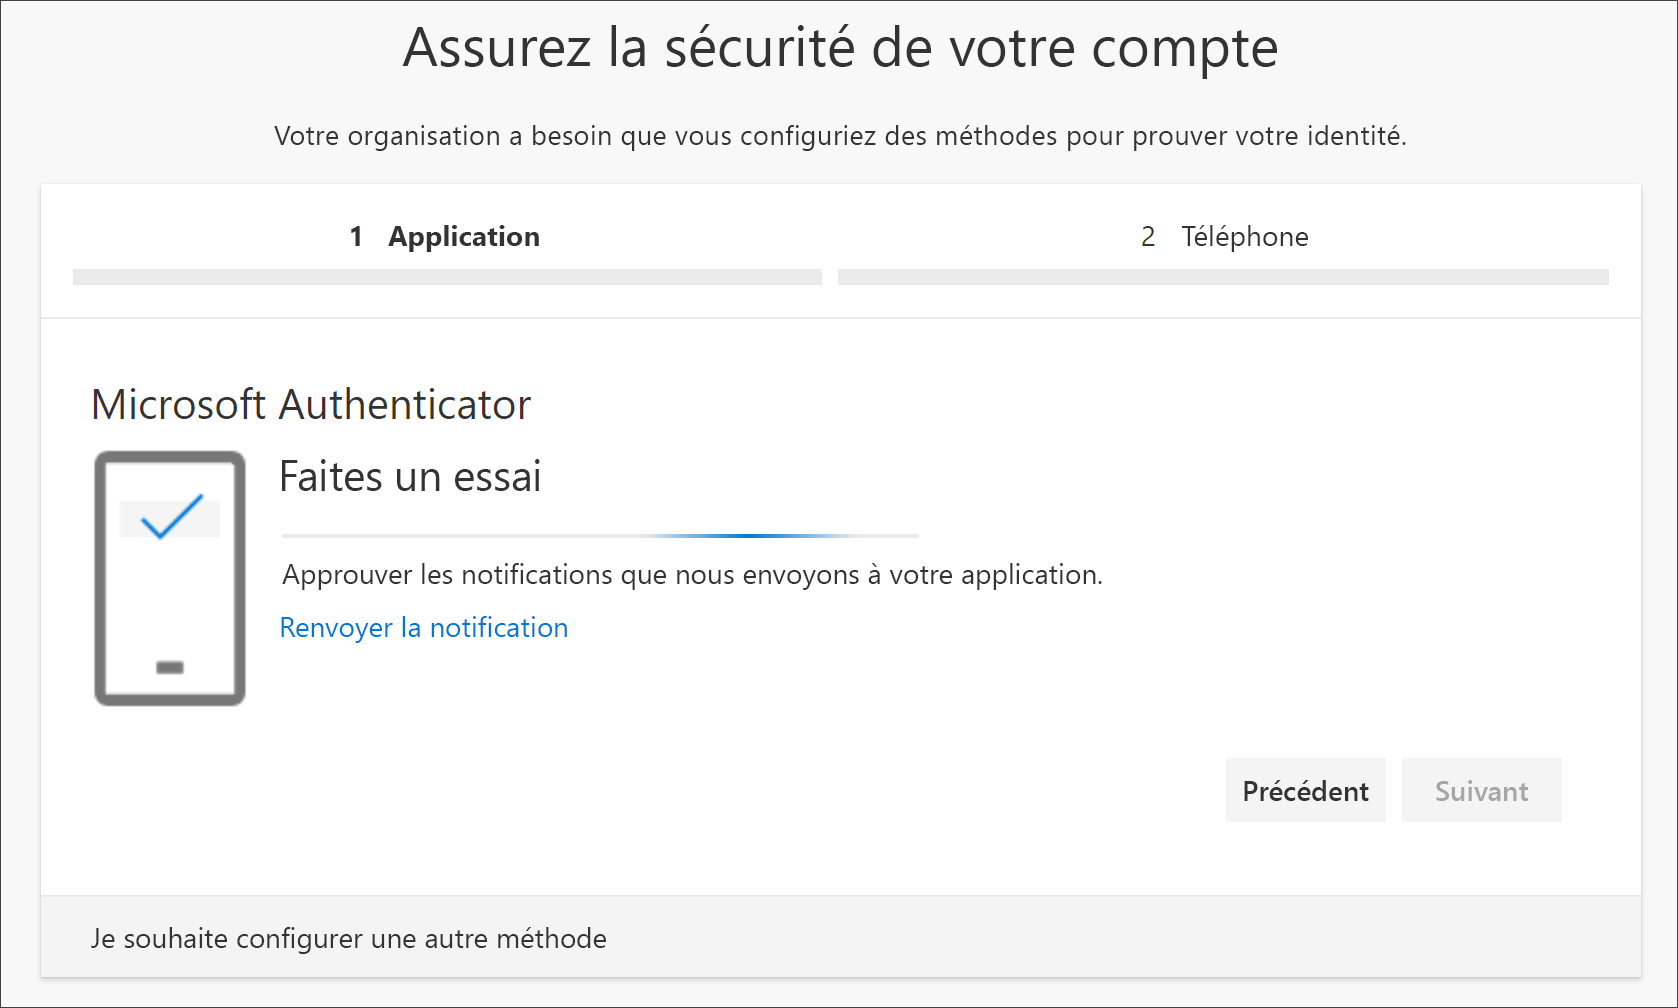 Assurez la sécurité de votre compte
Votre organisation a besoin que vous configuriez des méthodes pour prouver votre identité.
1 Application
2 Téléphone
Microsoft Authenticator
Faites un essai
Approuver les notifications que nous envoyons à votre application.
Renvoyer la notification
Précédent
Suivant
Je souhaite configurer une autre méthode